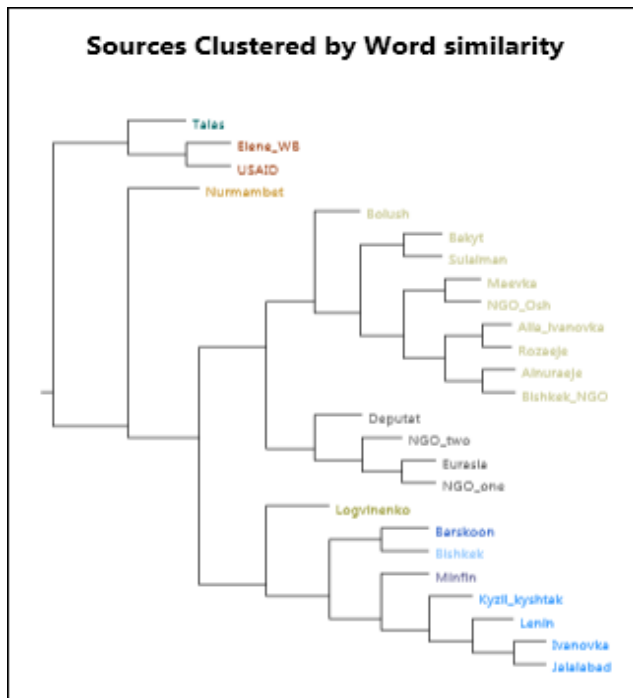 Sources Clustered by Word similarity
Talas
Elene_WB
USAID
Nurmambet
Bolush
Bakyt
Sulaiman
Maevka
NGO_Osh
Alla_Ivanovka
Rozaeje
Ainuraeje
Bishkek_NGO
Deputat
NGO_two
Eurasia
NGO_one
Logvinenko
Barskoon
Bishkek
Minfin
Kyzil_kyshtak
Lenin
Ivanovka
Jalalabad